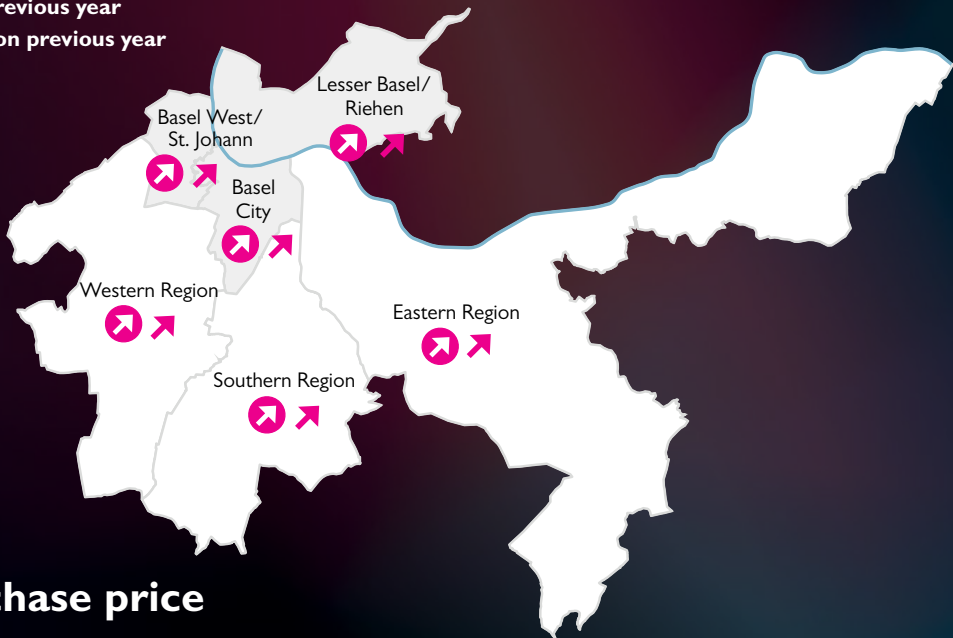 previous year
on previous year
Lesser Basel/
Riehen
Basel West/
St. Johann
Basel
City
Western Region
Eastern Region
Southern Region
chase price